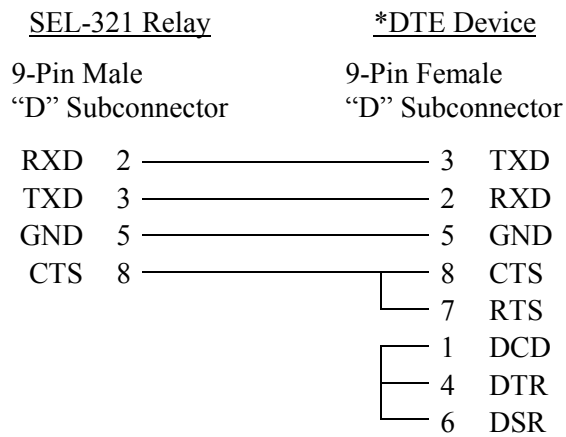 SEL-321 Relay *DTE Device
9-Pin Male 9-Pin Female
“D” Subconnector “D” Subconnector
RXD 2 3 TXD
TXD 3 2 RXD
GND 5 5 GND
CTS 8 8 CTS
7 RTS
1 DCD
4 DTR
6 DSR